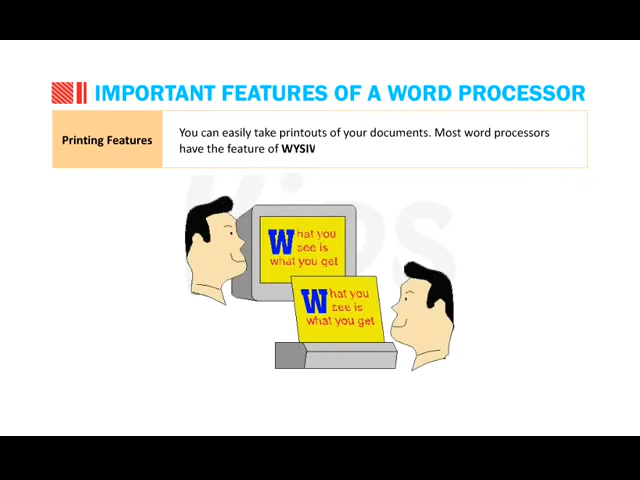 IMPORTANT FEATURES OF A WORD PROCESSOR
Printing Features
You can easily take printouts of your documents. Most word processors
have the feature of WYSIV
What you
see is
what you get
What you
see is
what you get
Kips